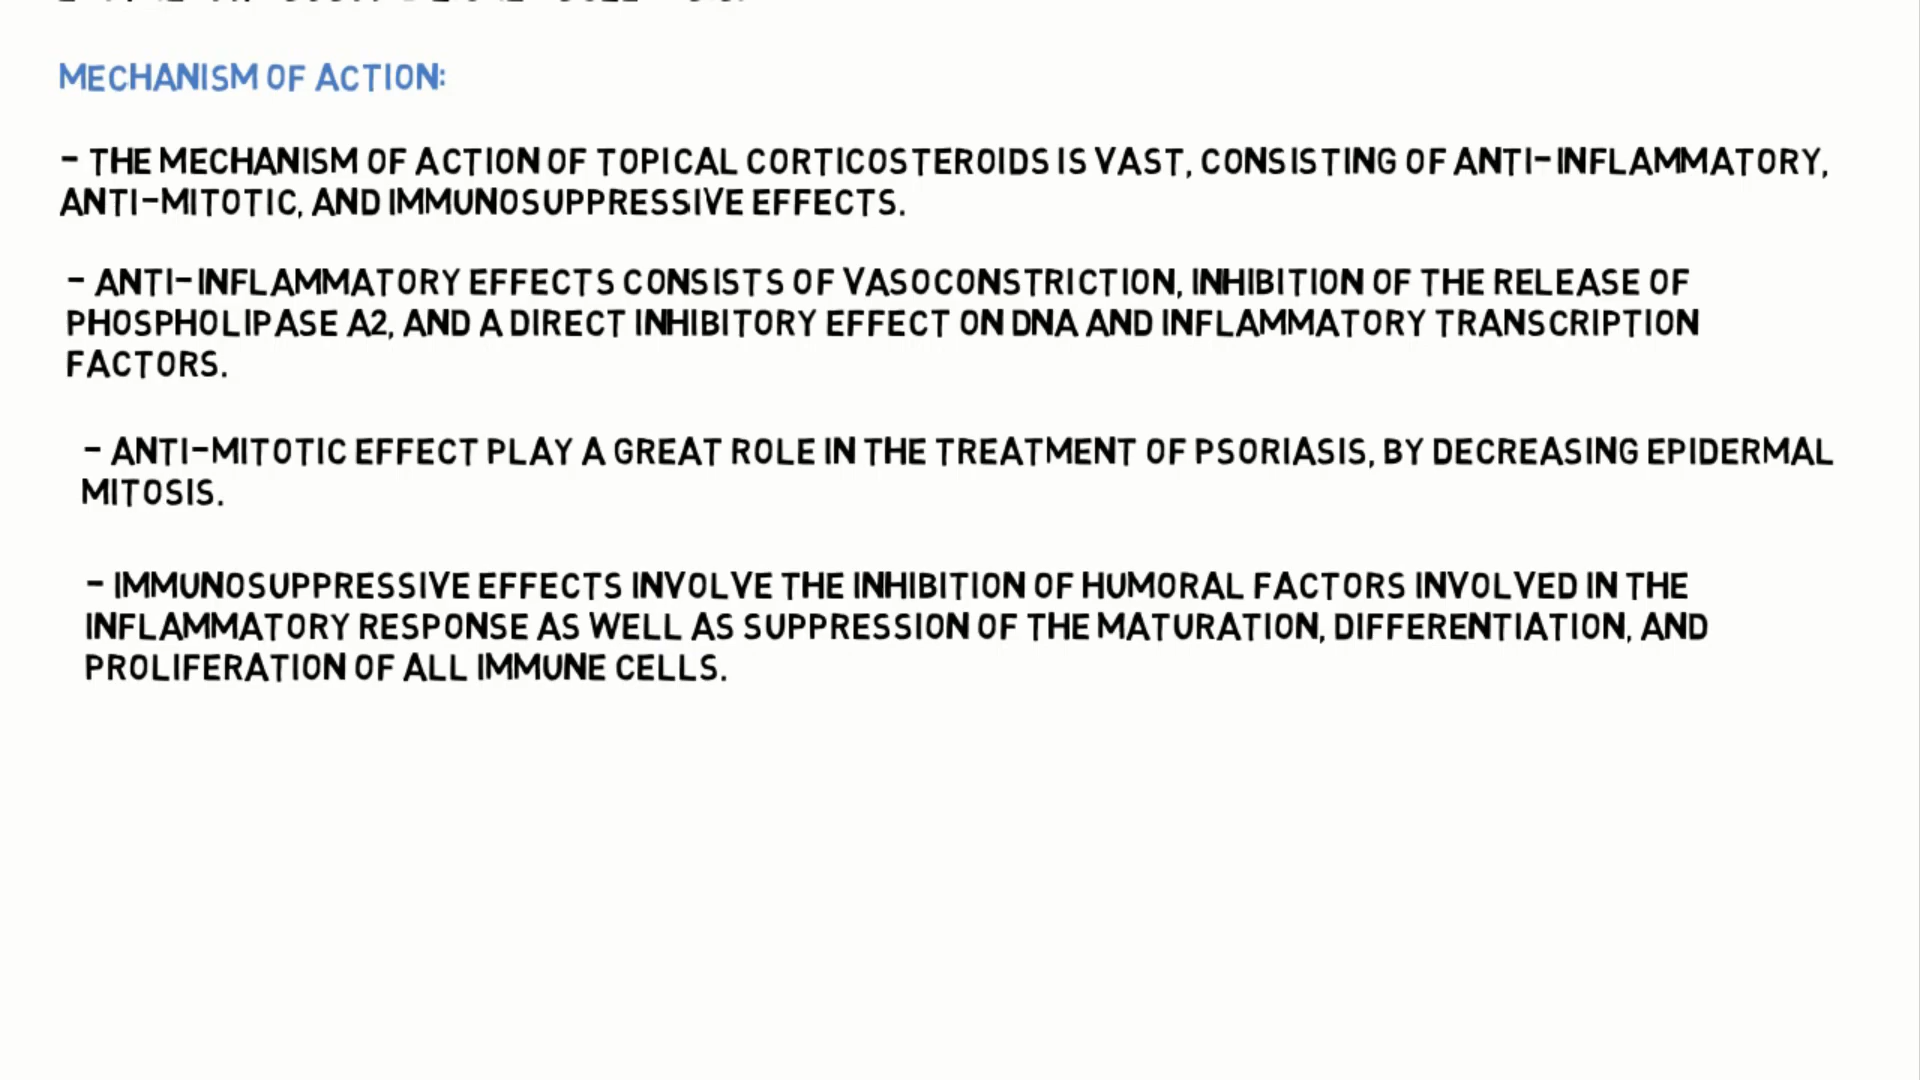 MECHANISM OF ACTION:
- THE MECHANISM OF ACTION OF TOPICAL CORTICOSTEROIDS IS VAST, CONSISTING OF ANTI-INFLAMMATORY,
ANTI-MITOTIC, AND IMMUNOSUPPRESSIVE EFFECTS.
- ANTI-INFLAMMATORY EFFECTS CONSISTS OF VASOCONSTRICTION, INHIBITION OF THE RELEASE OF
PHOSPHOLIPASE A2, AND A DIRECT INHIBITORY EFFECT ON DNA AND INFLAMMATORY TRANSCRIPTION
FACTORS.
- ANTI-MITOTIC EFFECT PLAY A GREAT ROLE IN THE TREATMENT OF PSORIASIS, BY DECREASING EPIDERMAL
MITOSIS.
- IMMUNOSUPPRESSIVE EFFECTS INVOLVE THE INHIBITION OF HUMORAL FACTORS INVOLVED IN THE
INFLAMMATORY RESPONSE AS WELL AS SUPPRESSION OF THE MATURATION, DIFFERENTIATION, AND
PROLIFERATION OF ALL IMMUNE CELLS.